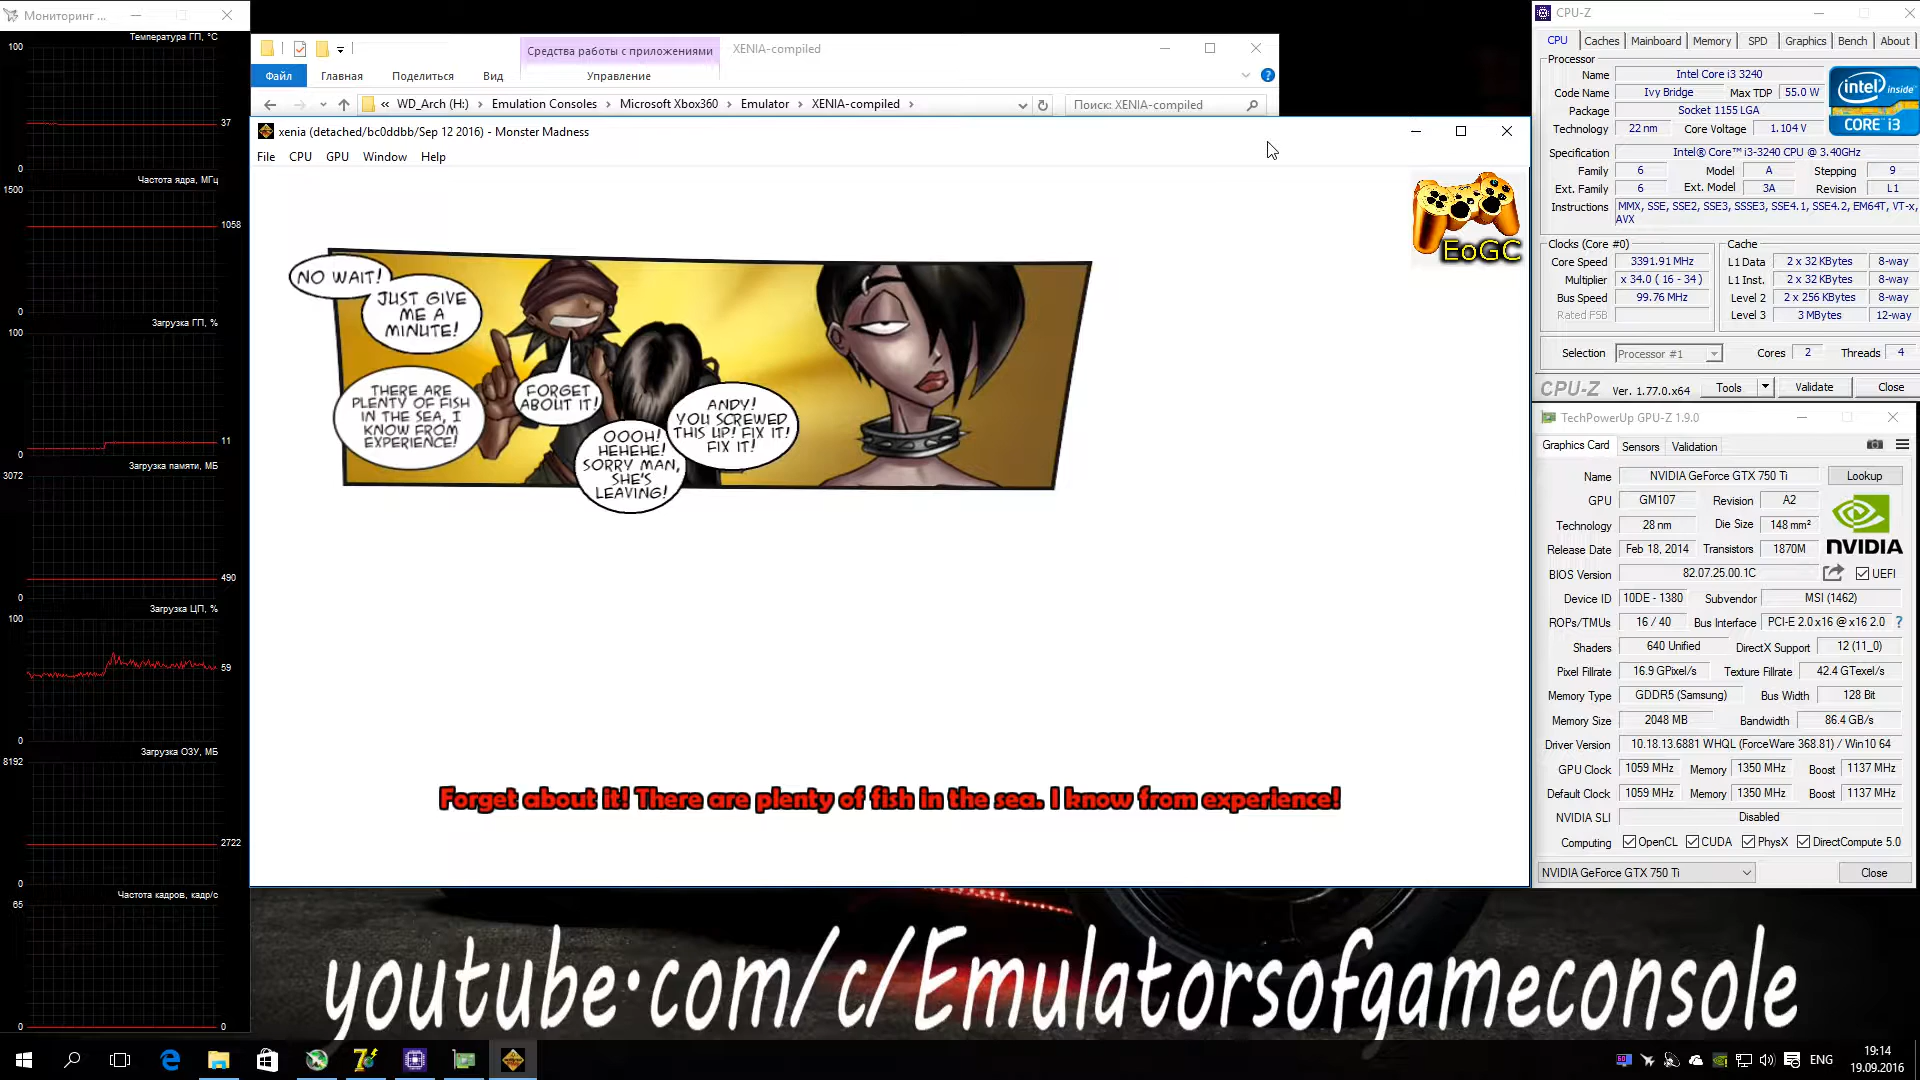 Мониторинг ...
Температура ГП, °C
100
37
0
Частота ядра, МГц
1500
1058
0
Загрузка ГП, %
100
11
0
Загрузка памяти, МБ
3072
490
0
Загрузка ЦП, %
100
59
0
Загрузка ОЗУ, МБ
8192
2722
0
Частота кадров, кадр/с
65
0
0
Средства работы с приложениями
XENIA-compiled
Файл
Главная
Поделиться
Вид
Управление
« WD_Arch (H:) › Emulation Consoles › Microsoft Xbox360 › Emulator › XENIA-compiled ›
Поиск: XENIA-compiled
xenia (detached/bc0ddbb/Sep 12 2016) - Monster Madness
File CPU GPU Window Help
EoGC
NO WAIT!
JUST GIVE
ME A
MINUTE!
THERE ARE
PLENTY OF FISH
IN THE SEA, I
KNOW FROM
EXPERIENCE!
FORGET
ABOUT IT!
OOOH!
HEHEHE!
SORRY MAN,
SHE'S
LEAVING!
ANDY!
YOU SCREWED
THIS UP! FIX IT!
FIX IT!
Forget about it! There are plenty of fish in the sea. I know from experience!
youtube.com/c/Emulatorsofgameconsole
CPU-Z
CPU Caches Mainboard Memory SPD Graphics Bench About
Processor
Name Intel Core i3 3240
Code Name Ivy Bridge Max TDP 55.0 W
Package Socket 1155 LGA
Technology 22 nm Core Voltage 1.104 V
intel inside™
CORE i3
Specification Intel® Core™ i3-3240 CPU @ 3.40GHz
Family 6 Model A Stepping 9
Ext. Family 6 Ext. Model 3A Revision L1
Instructions MMX, SSE, SSE2, SSE3, SSSE3, SSE4.1, SSE4.2, EM64T, VT-x,
AVX
Clocks (Core #0)
Core Speed 3391.91 MHz
Multiplier x 34.0 ( 16 - 34 )
Bus Speed 99.76 MHz
Rated FSB
Cache
L1 Data 2 x 32 KBytes 8-way
L1 Inst. 2 x 32 KBytes 8-way
Level 2 2 x 256 KBytes 8-way
Level 3 3 MBytes 12-way
Selection Processor #1 Cores 2 Threads 4
CPU-Z Ver. 1.77.0.x64 Tools Validate Close
TechPowerUp GPU-Z 1.9.0
Graphics Card Sensors Validation
Name NVIDIA GeForce GTX 750 Ti Lookup
GPU GM107 Revision A2
Technology 28 nm Die Size 148 mm²
Release Date Feb 18, 2014 Transistors 1870M
NVIDIA
BIOS Version 82.07.25.00.1C UEFI
Device ID 10DE - 1380 Subvendor MSI (1462)
ROPs/TMUs 16 / 40 Bus Interface PCI-E 2.0 x16 @ x16 2.0 ?
Shaders 640 Unified DirectX Support 12 (11_0)
Pixel Fillrate 16.9 GPixel/s Texture Fillrate 42.4 GTexel/s
Memory Type GDDR5 (Samsung) Bus Width 128 Bit
Memory Size 2048 MB Bandwidth 86.4 GB/s
Driver Version 10.18.13.6881 WHQL (ForceWare 368.81) / Win10 64
GPU Clock 1059 MHz Memory 1350 MHz Boost 1137 MHz
Default Clock 1059 MHz Memory 1350 MHz Boost 1137 MHz
NVIDIA SLI Disabled
Computing OpenCL CUDA PhysX DirectCompute 5.0
NVIDIA GeForce GTX 750 Ti Close
ENG
19:14
19.09.2016